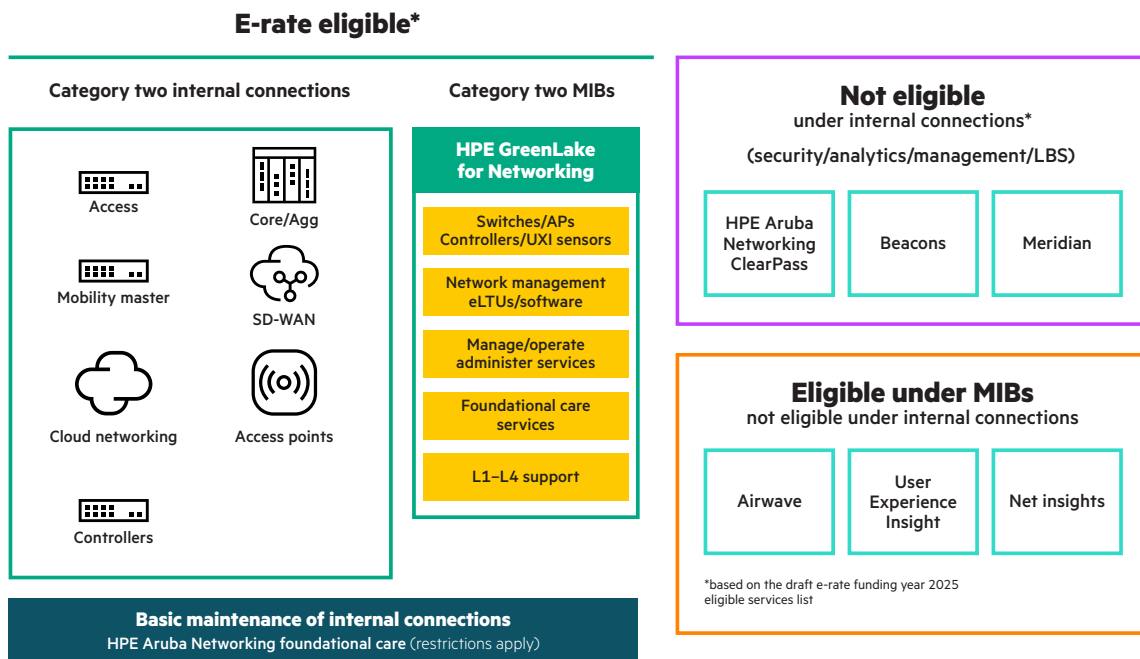 E-rate eligible*
Category two internal connections
Access
Core/Agg
Mobility master
SD-WAN
Cloud networking
Access points
Controllers
Category two MIBs
HPE GreenLake
for Networking
Switches/APs
Controllers/UXI sensors
Network management
eLTUs/software
Manage/operate
administer services
Foundational care
services
L1–L4 support
Basic maintenance of internal connections
HPE Aruba Networking foundational care (restrictions apply)
Not eligible
under internal connections*
(security/analytics/management/LBS)
HPE Aruba
Networking
ClearPass
Beacons
Meridian
Eligible under MIBs
not eligible under internal connections
Airwave
User
Experience
Insight
Net insights
*based on the draft e-rate funding year 2025
eligible services list